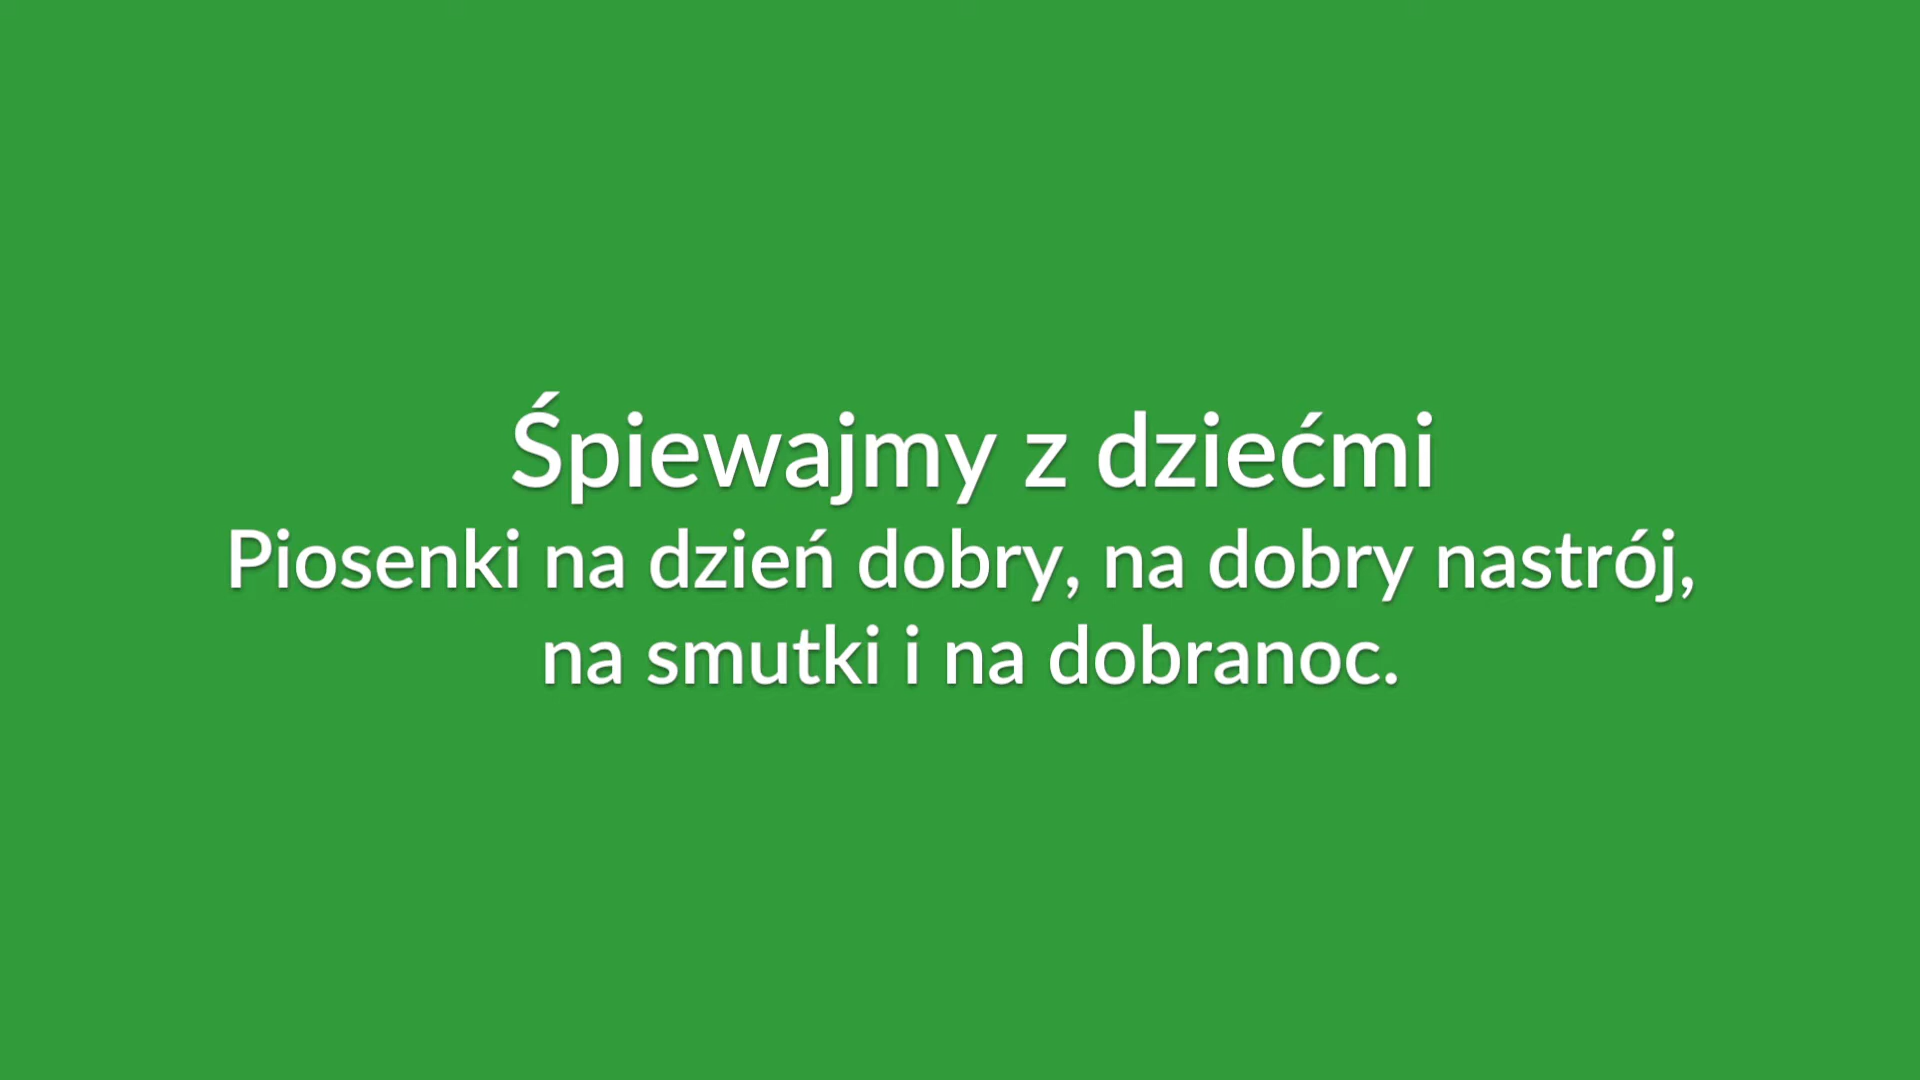 Śpiewajmy z dziećmi
Piosenki na dzień dobry, na dobry nastrój,
na smutki i na dobranoc.